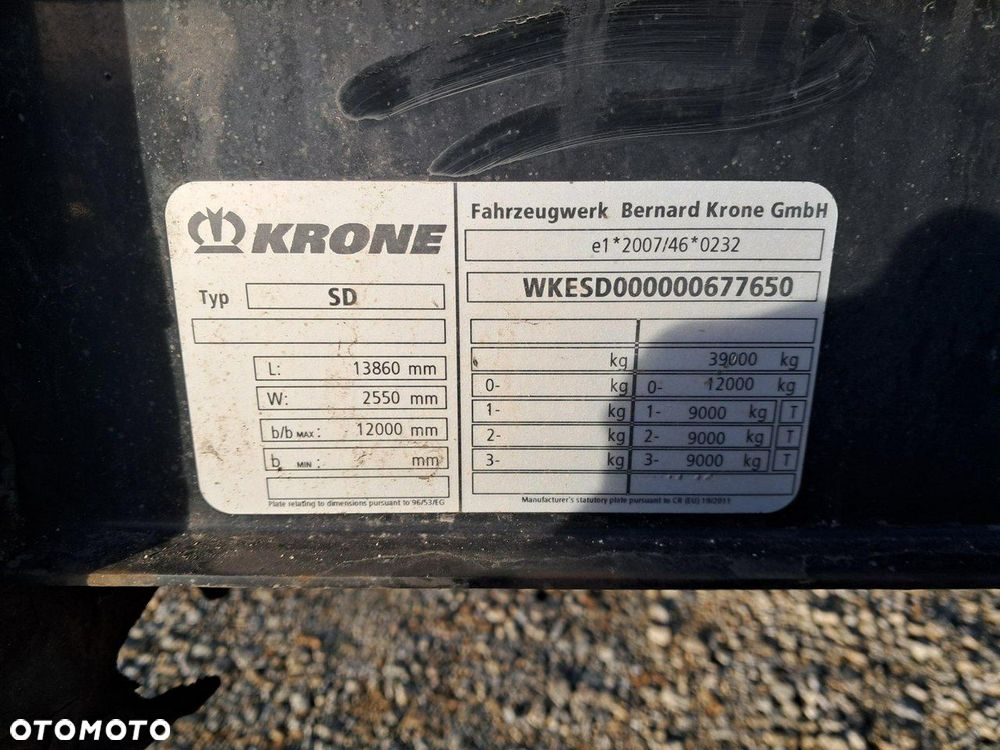 KRONE
Typ SD
L: 13860 mm
W: 2550 mm
b/b MAX: 12000 mm
b MIN: mm
Plate relating to dimensions pursuant to 96/53/EG
Fahrzeugwerk Bernard Krone GmbH
e1*2007/46*0232
WKESD000000677650
kg 39000 kg
0- kg 0- 12000 kg
1- kg 1- 9000 kg T
2- kg 2- 9000 kg T
3- kg 3- 9000 kg T
Manufacturer's statutory plate pursuant to CR (EU) 19/2011
OTOMOTO